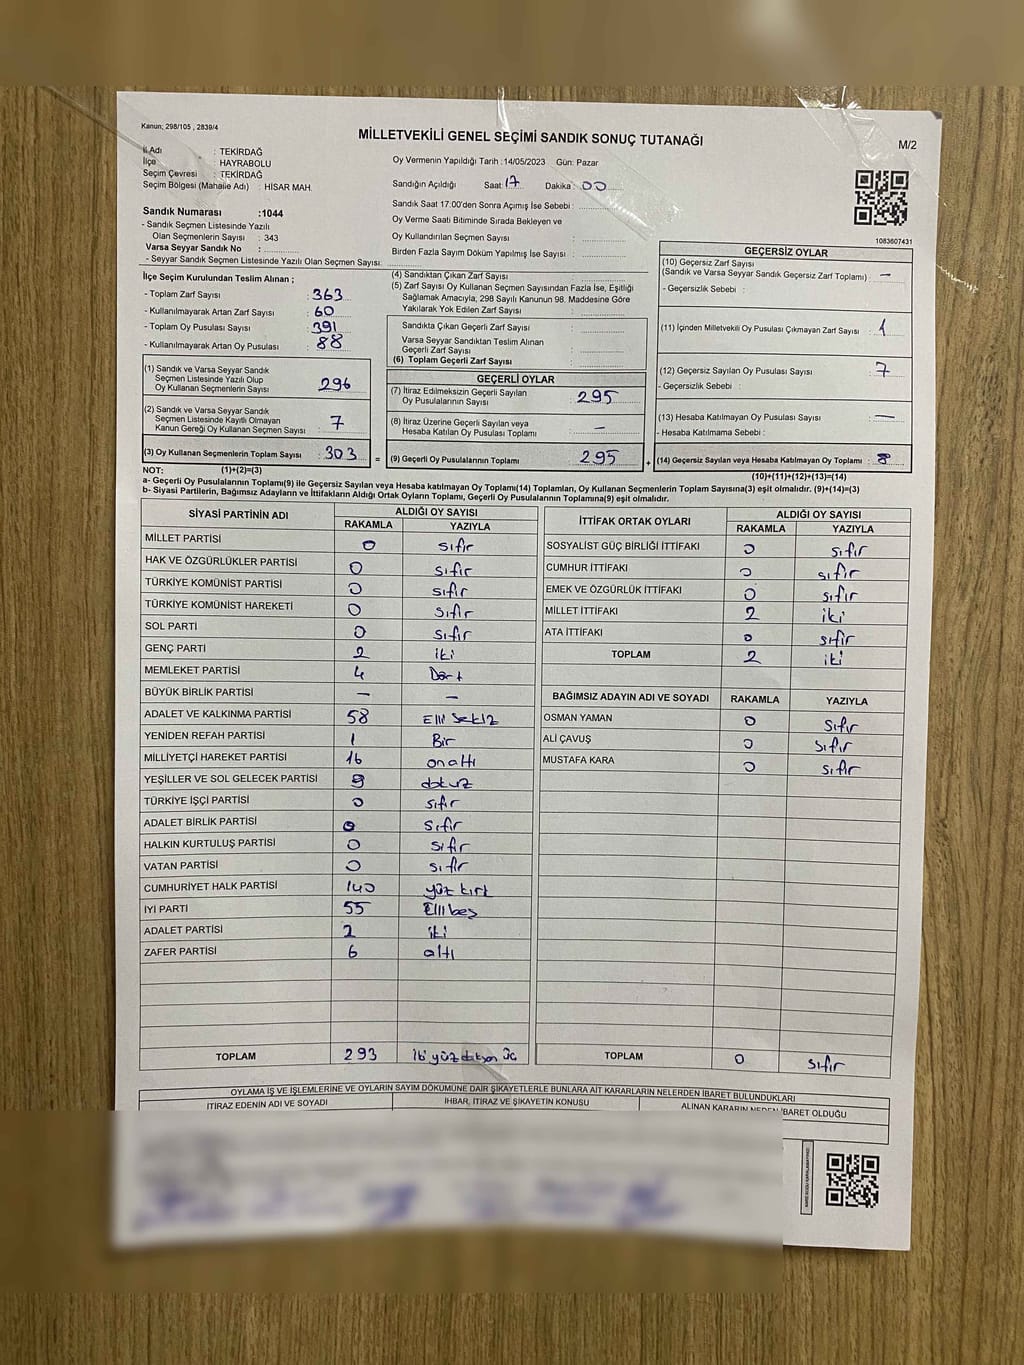 Kanun; 298/105 , 2839/4
MİLLETVEKİLİ GENEL SEÇİMİ SANDIK SONUÇ TUTANAĞI
M/2
İl Adı : TEKİRDAĞ
İlçe : HAYRABOLU
Seçim Çevresi : TEKİRDAĞ
Seçim Bölgesi (Mahalle Adı) : HİSAR MAH.
Oy Vermenin Yapıldığı Tarih :14/05/2023 Gün: Pazar
Sandığın Açıldığı Saat: 17 Dakika : 00
Sandık Saat 17:00'den Sonra Açımış İse Sebebi :
Oy Verme Saati Bitiminde Sırada Bekleyen ve
Oy Kullandırılan Seçmen Sayısı :
Birden Fazla Sayım Döküm Yapılmış İse Sayısı :
1083607431
Sandık Numarası :1044
- Sandık Seçmen Listesinde Yazılı
Olan Seçmenlerin Sayısı : 343
Varsa Seyyar Sandık No :
- Seyyar Sandık Seçmen Listesinde Yazılı Olan Seçmen Sayısı:
İlçe Seçim Kurulundan Teslim Alınan ;
- Toplam Zarf Sayısı : 363
- Kullanılmayarak Artan Zarf Sayısı : 60
- Toplam Oy Pusulası Sayısı : 391
- Kullanılmayarak Artan Oy Pusulası : 88
(1) Sandık ve Varsa Seyyar Sandık
Seçmen Listesinde Yazılı Olup
Oy Kullanan Seçmenlerin Sayısı : 296
(2) Sandık ve Varsa Seyyar Sandık
Seçmen Listesinde Kayıtlı Olmayan
Kanun Gereği Oy Kullanan Seçmen Sayısı : 7
(3) Oy Kullanan Seçmenlerin Toplam Sayısı : 303
(4) Sandıktan Çıkan Zarf Sayısı :
(5) Zarf Sayısı Oy Kullanan Seçmen Sayısından Fazla İse, Eşitliği
Sağlamak Amacıyla; 298 Sayılı Kanunun 98. Maddesine Göre
Yakılarak Yok Edilen Zarf Sayısı :
Sandıkta Çıkan Geçerli Zarf Sayısı :
Varsa Seyyar Sandıktan Teslim Alınan
Geçerli Zarf Sayısı :
(6) Toplam Geçerli Zarf Sayısı :
GEÇERLİ OYLAR
(7) İtiraz Edilmeksizin Geçerli Sayılan
Oy Pusulalarının Sayısı : 295
(8) İtiraz Üzerine Geçerli Sayılan veya
Hesaba Katılan Oy Pusulası Toplamı : —
= (9) Geçerli Oy Pusulalarının Toplamı : 295 +
GEÇERSİZ OYLAR
(10) Geçersiz Zarf Sayısı
(Sandık ve Varsa Seyyar Sandık Geçersiz Zarf Toplamı) : —
- Geçersizlik Sebebi :
(11) İçinden Milletvekili Oy Pusulası Çıkmayan Zarf Sayısı : 1
(12) Geçersiz Sayılan Oy Pusulası Sayısı : 7
- Geçersizlik Sebebi :
(13) Hesaba Katılmayan Oy Pusulası Sayısı : —
- Hesaba Katılmama Sebebi :
(14) Geçersiz Sayılan veya Hesaba Katılmayan Oy Toplamı : 8
NOT: (1)+(2)=(3)
(10)+(11)+(12)+(13)=(14)
a- Geçerli Oy Pusulalarının Toplamı(9) ile Geçersiz Sayılan veya Hesaba Katılmayan Oy Toplamı(14) Toplamları, Oy Kullanan Seçmenlerin Toplam Sayısına(3) eşit olmalıdır. (9)+(14)=(3)
b- Siyasi Partilerin, Bağımsız Adayların ve İttifakların Aldığı Ortak Oyların Toplamı, Geçerli Oy Pusulalarının Toplamına(9) eşit olmalıdır.
SİYASİ PARTİNİN ADI ALDIĞI OY SAYISI
RAKAMLA YAZIYLA
MİLLET PARTİSİ 0 sıfır
HAK VE ÖZGÜRLÜKLER PARTİSİ 0 sıfır
TÜRKİYE KOMÜNİST PARTİSİ 0 sıfır
TÜRKİYE KOMÜNİST HAREKETİ 0 sıfır
SOL PARTİ 0 sıfır
GENÇ PARTİ 2 iki
MEMLEKET PARTİSİ 4 Dört
BÜYÜK BİRLİK PARTİSİ — —
ADALET VE KALKINMA PARTİSİ 58 Elli Sekiz
YENİDEN REFAH PARTİSİ 1 Bir
MİLLİYETÇİ HAREKET PARTİSİ 16 onaltı
YEŞİLLER VE SOL GELECEK PARTİSİ 9 dokuz
TÜRKİYE İŞÇİ PARTİSİ 0 sıfır
ADALET BİRLİK PARTİSİ 0 sıfır
HALKIN KURTULUŞ PARTİSİ 0 sıfır
VATAN PARTİSİ 0 sıfır
CUMHURİYET HALK PARTİSİ 140 yüz kırk
İYİ PARTİ 55 Elli beş
ADALET PARTİSİ 2 iki
ZAFER PARTİSİ 6 altı
TOPLAM 293 iki yüz doksan üç
İTTİFAK ORTAK OYLARI ALDIĞI OY SAYISI
RAKAMLA YAZIYLA
SOSYALİST GÜÇ BİRLİĞİ İTTİFAKI 0 sıfır
CUMHUR İTTİFAKI 0 sıfır
EMEK VE ÖZGÜRLÜK İTTİFAKI 0 sıfır
MİLLET İTTİFAKI 2 iki
ATA İTTİFAKI 0 sıfır
TOPLAM 2 iki
BAĞIMSIZ ADAYIN ADI VE SOYADI RAKAMLA YAZIYLA
OSMAN YAMAN 0 sıfır
ALİ ÇAVUŞ 0 sıfır
MUSTAFA KARA 0 sıfır
TOPLAM 0 sıfır
OYLAMA İŞ VE İŞLEMLERİNE VE OYLARIN SAYIM DÖKÜMÜNE DAİR ŞİKAYETLERLE BUNLARA AİT KARARLARIN NELERDEN İBARET BULUNDUKLARI
İTİRAZ EDENİN ADI VE SOYADI İHBAR, İTİRAZ VE ŞİKAYETİN KONUSU ALINAN KARARIN NEDEN İBARET OLDUĞU